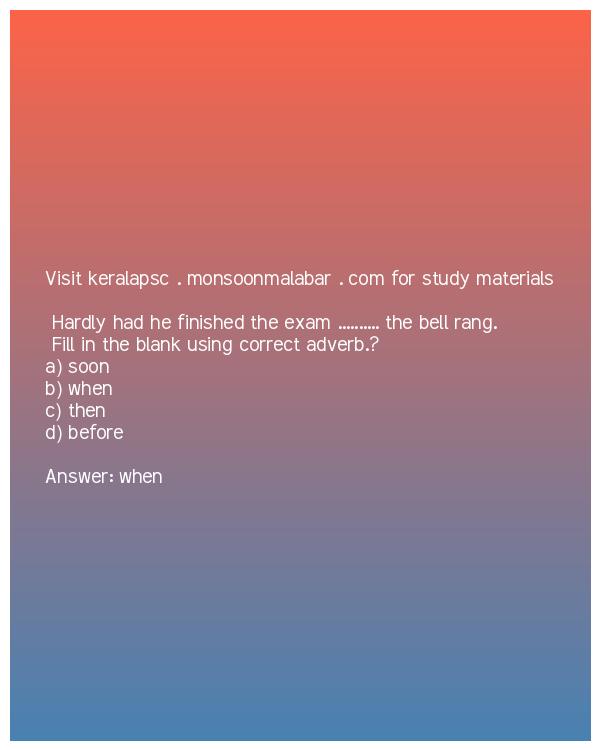 Visit keralapsc . monsoonmalabar . com for study materials
Hardly had he finished the exam .......... the bell rang.
Fill in the blank using correct adverb.?
a) soon
b) when
c) then
d) before
Answer: when